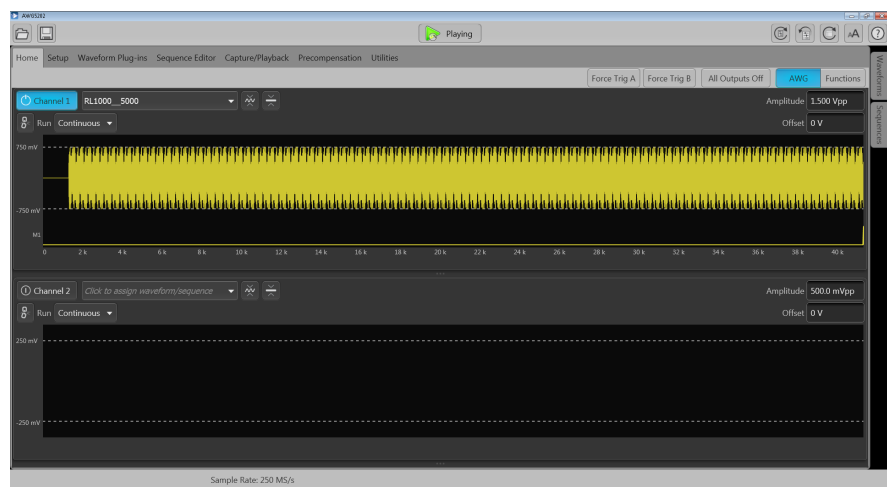 AWG5202
Playing
AA ?
Home Setup Waveform Plug-ins Sequence Editor Capture/Playback Precompensation Utilities
Force Trig A Force Trig B All Outputs Off AWG Functions
Waveforms
Sequences
Channel 1 RL1000__5000 Amplitude 1.500 Vpp
Run Continuous Offset 0 V
750 mV
-750 mV
M1
0 2 k 4 k 6 k 8 k 10 k 12 k 14 k 16 k 18 k 20 k 22 k 24 k 26 k 28 k 30 k 32 k 34 k 36 k 38 k 40 k
Channel 2 Click to assign waveform/sequence Amplitude 500.0 mVpp
Run Continuous Offset 0 V
250 mV
-250 mV
Sample Rate: 250 MS/s